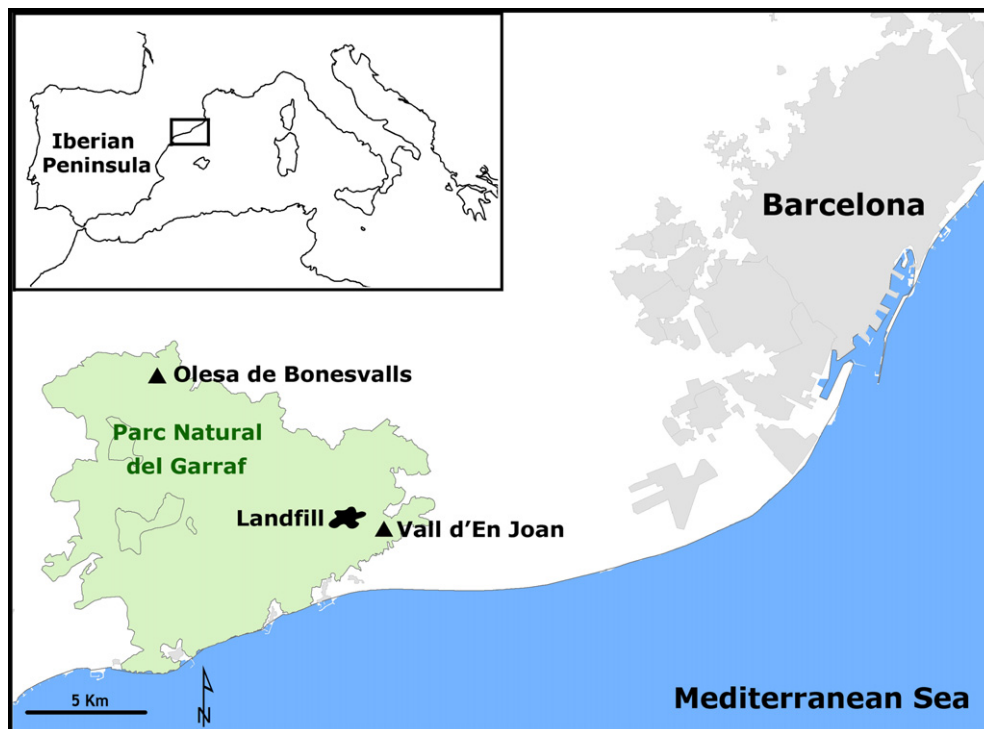 Iberian
Peninsula
Barcelona
Olesa de Bonesvalls
Parc Natural
del Garraf
Landfill
Vall d'En Joan
5 Km
N
Mediterranean Sea